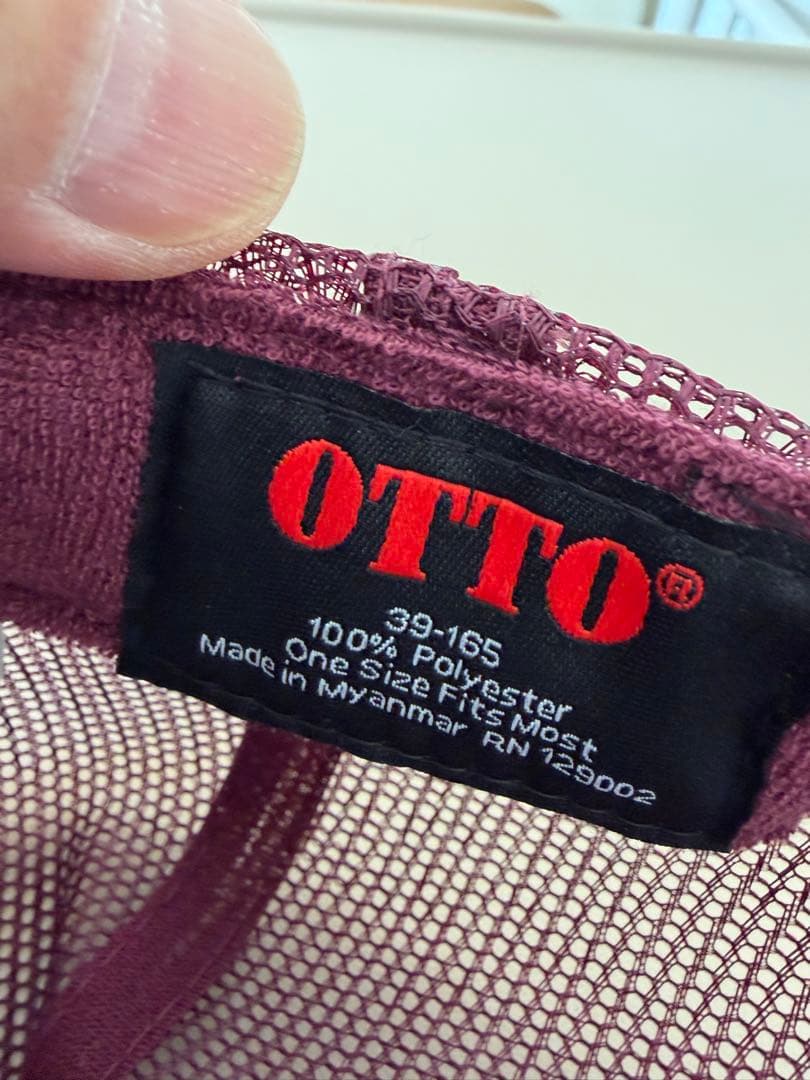 OTTO®
39-165
100% Polyester
One Size Fits Most
Made in Myanmar RN 129002